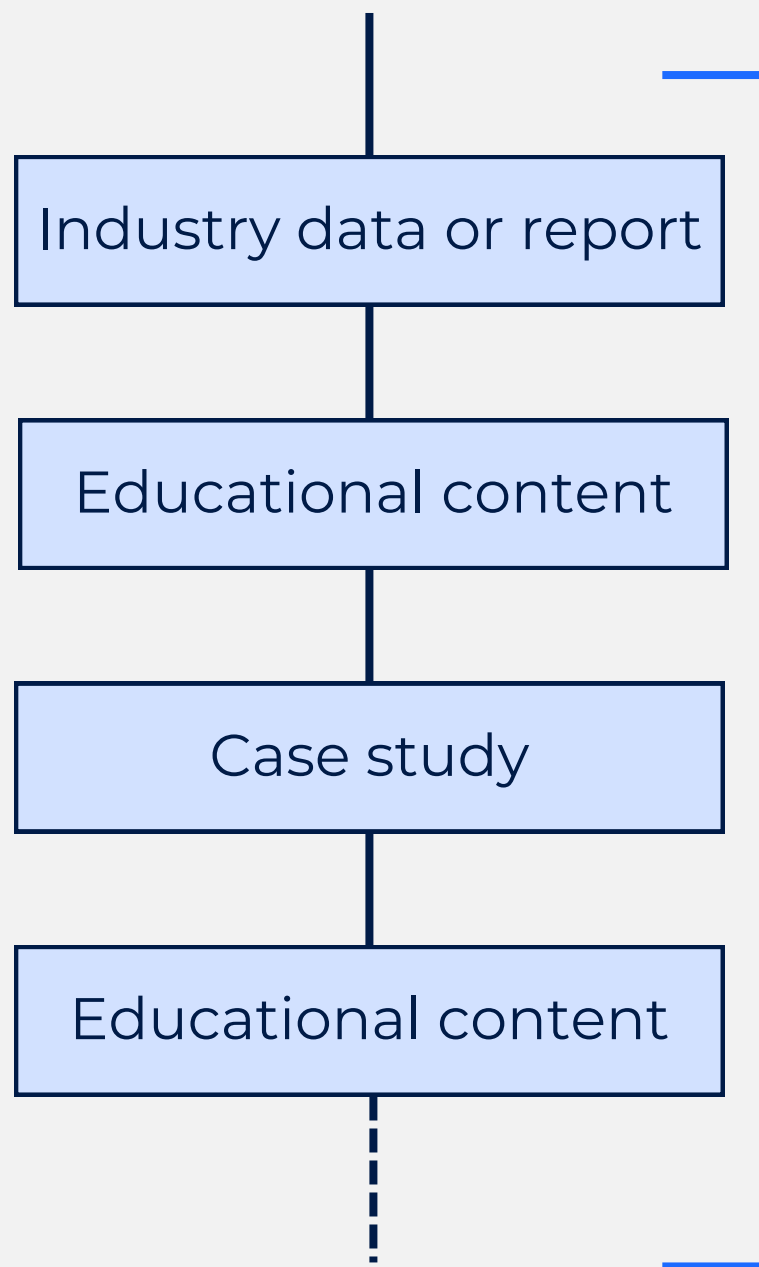 Industry data or report
Educational content
Case study
Educational content